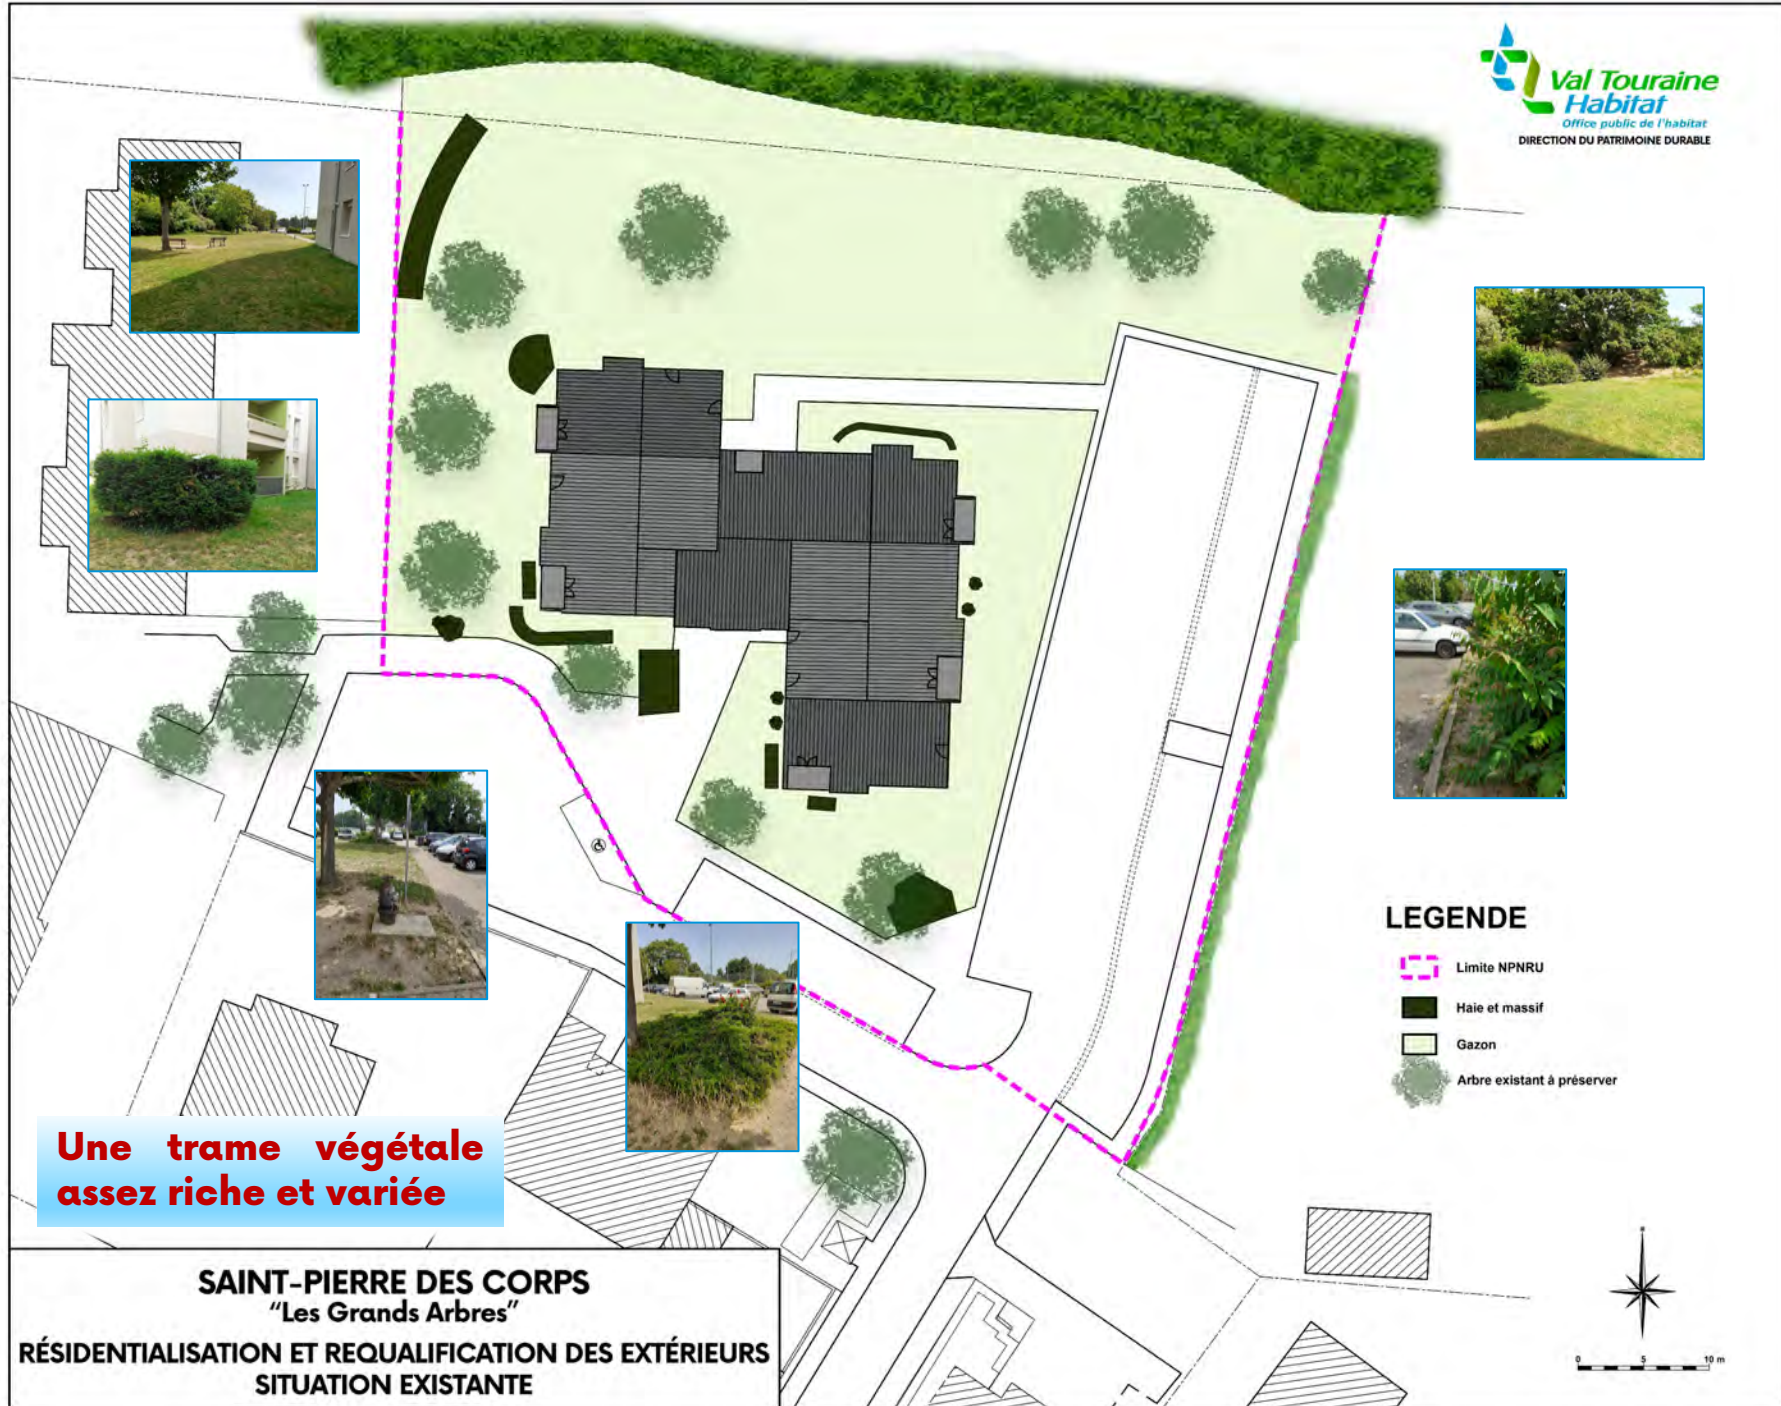 Val Touraine
Habitat
Office public de l'habitat
DIRECTION DU PATRIMOINE DURABLE
LEGENDE
Limite NPNRU
Haie et massif
Gazon
Arbre existant à préserver
Une trame végétale
assez riche et variée
SAINT-PIERRE DES CORPS
"Les Grands Arbres"
RÉSIDENTIALISATION ET REQUALIFICATION DES EXTÉRIEURS
SITUATION EXISTANTE
0 5 10 m